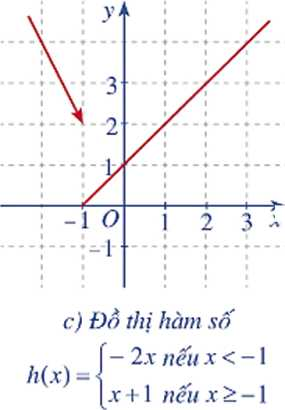 y
3
2
1
-1 O 1 2 3 x
-1
c) Đồ thị hàm số
h(x) = { -2x nếu x < -1
x+1 nếu x ≥ -1